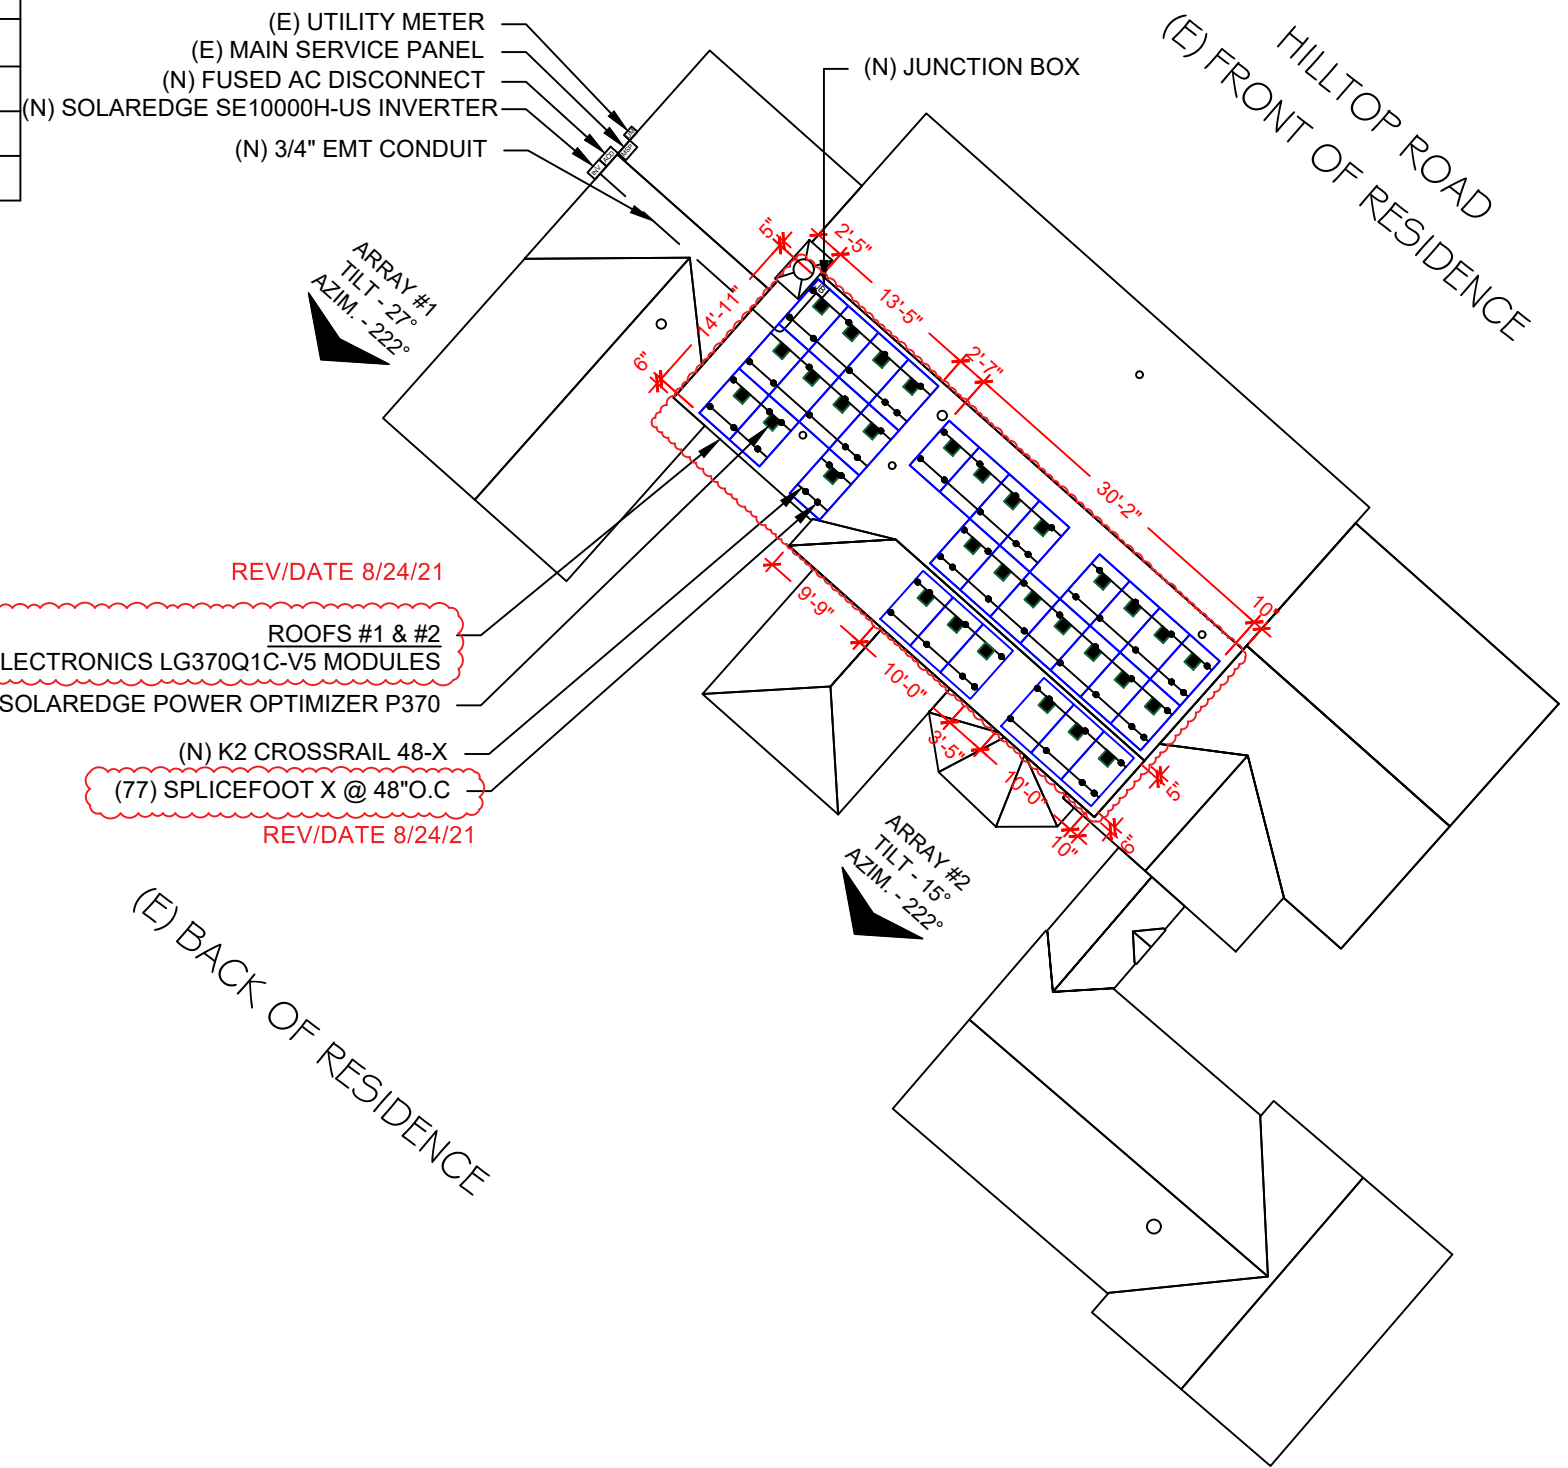 (E) UTILITY METER
(E) MAIN SERVICE PANEL
(N) FUSED AC DISCONNECT
(N) SOLAREDGE SE10000H-US INVERTER
(N) 3/4" EMT CONDUIT
(N) JUNCTION BOX
HILLTOP ROAD
(E) FRONT OF RESIDENCE
INV
ACD
MSP
JB
ARRAY #1
TILT - 27°
AZIM. - 222°
5"
2'-5"
14'-11"
6"
13'-5"
2'-7"
30'-2"
10"
REV/DATE 8/24/21
ROOFS #1 & #2
LECTRONICS LG370Q1C-V5 MODULES
SOLAREDGE POWER OPTIMIZER P370
(N) K2 CROSSRAIL 48-X
(77) SPLICEFOOT X @ 48"O.C
REV/DATE 8/24/21
9'-9"
10'-0"
3'-5"
10'-0"
10"
5"
6"
ARRAY #2
TILT - 15°
AZIM. - 222°
(E) BACK OF RESIDENCE